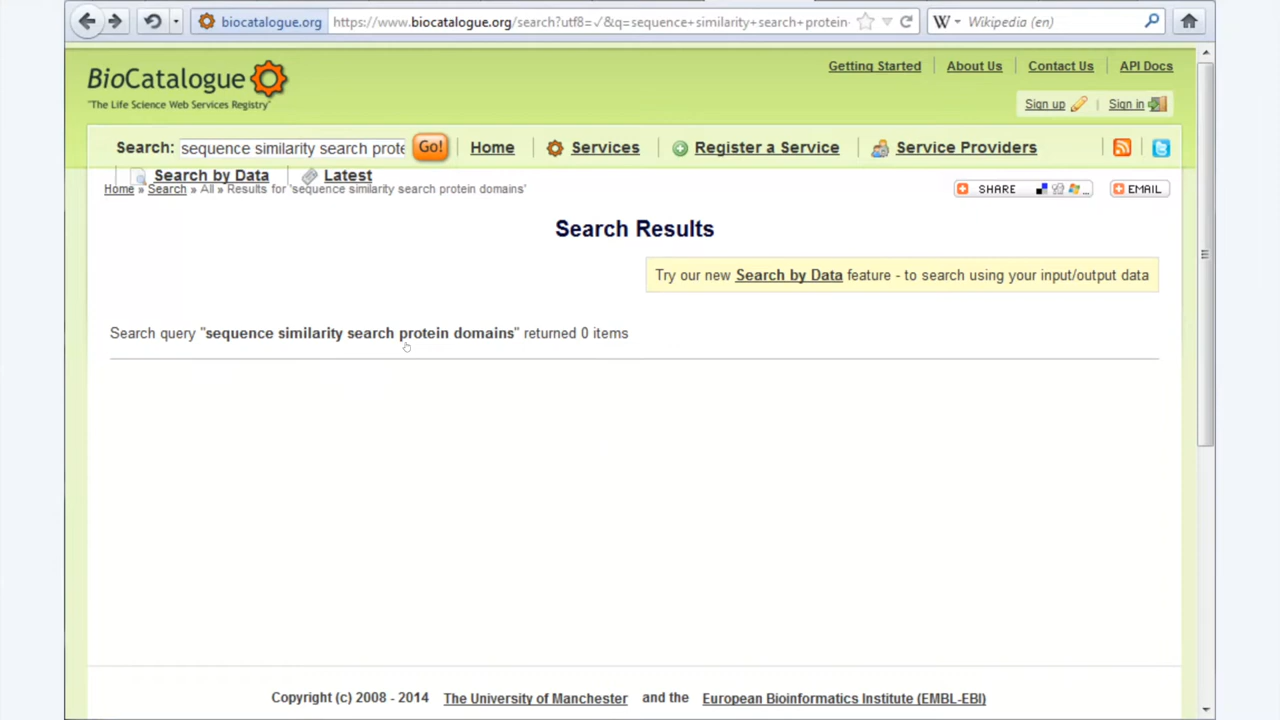 biocatalogue.org https://www.biocatalogue.org/search?utf8=✓&q=sequence+similarity+search+protein- Wikipedia (en)
BioCatalogue
"The Life Science Web Services Registry"
Getting Started About Us Contact Us API Docs
Sign up Sign in
Search: sequence similarity search prote Go! Home Services Register a Service Service Providers
Search by Data Latest
Home » Search » All » Results for 'sequence similarity search protein domains'
SHARE ... EMAIL
Search Results
Try our new Search by Data feature - to search using your input/output data
Search query "sequence similarity search protein domains" returned 0 items
Copyright (c) 2008 - 2014 The University of Manchester and the European Bioinformatics Institute (EMBL-EBI)